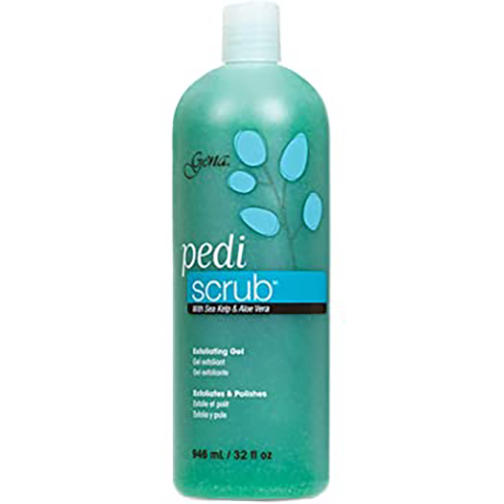 Gena®
pedi
scrub™
With Sea Kelp & Aloe Vera
Exfoliating Gel
Gel exfoliant
Gel exfoliante
Exfoliates & Polishes
Exfolie et polit
Exfolia y pule
946 mL / 32 fl oz